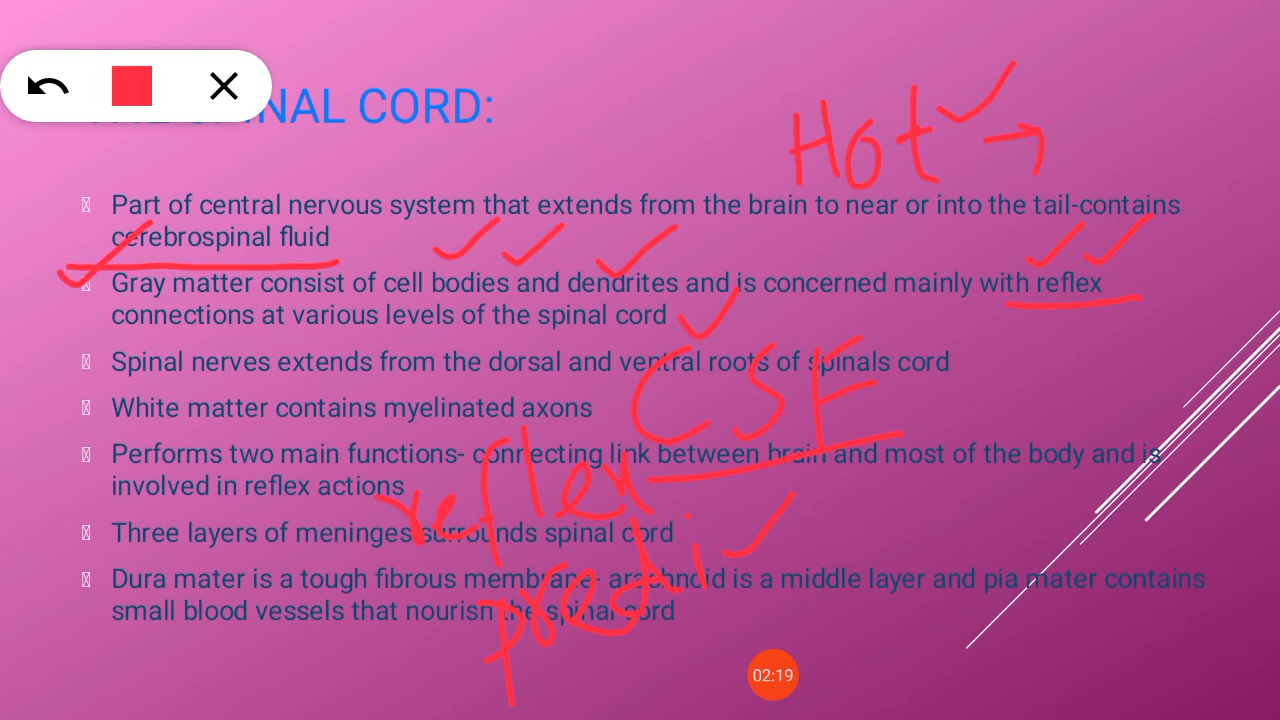 SPINAL CORD:
Hot
Part of central nervous system that extends from the brain to near or into the tail-contains
cerebrospinal fluid
Gray matter consist of cell bodies and dendrites and is concerned mainly with reflex
connections at various levels of the spinal cord
Spinal nerves extends from the dorsal and ventral roots of spinals cord
CSF
White matter contains myelinated axons
Performs two main functions- connecting link between brain and most of the body and is
involved in reflex actions
reflex
Three layers of meninges surrounds spinal cord
Dura mater is a tough fibrous membrane- arachnoid is a middle layer and pia mater contains
small blood vessels that nourish the spinal cord
02:19